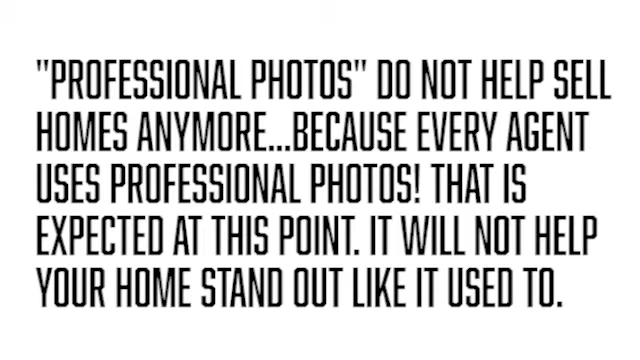 "PROFESSIONAL PHOTOS" DO NOT HELP SELL
HOMES ANYMORE...BECAUSE EVERY AGENT
USES PROFESSIONAL PHOTOS! THAT IS
EXPECTED AT THIS POINT. IT WILL NOT HELP
YOUR HOME STAND OUT LIKE IT USED TO.